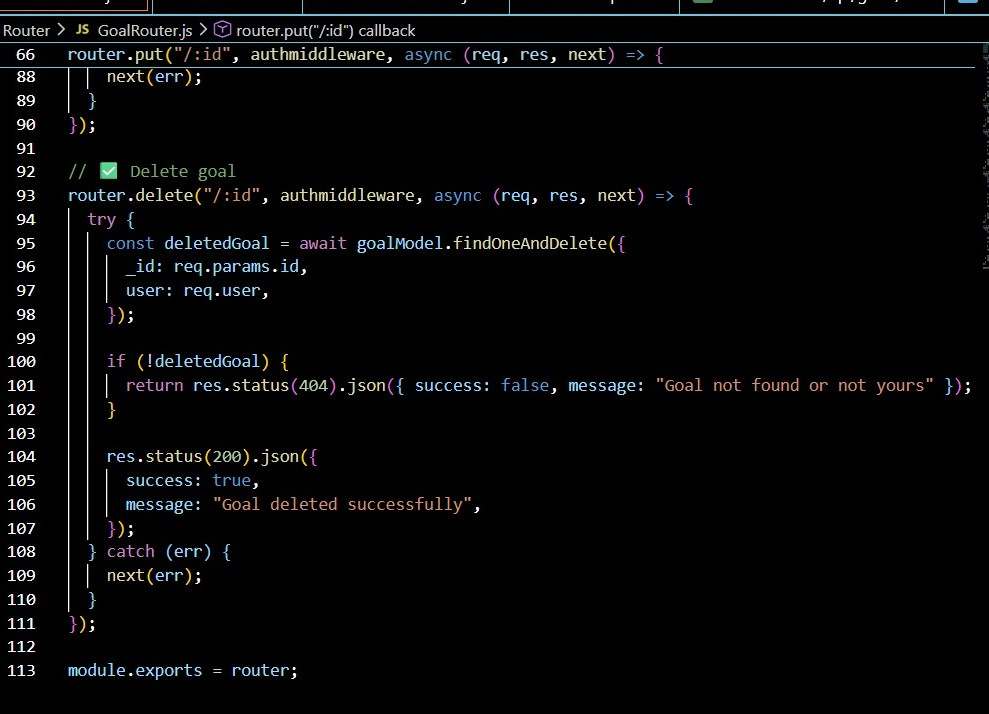 Router > JS GoalRouter.js > router.put("/:id") callback
66 router.put("/:id", authmiddleware, async (req, res, next) => {
88 next(err);
89 }
90 });
91
92 // ✅ Delete goal
93 router.delete("/:id", authmiddleware, async (req, res, next) => {
94 try {
95 const deletedGoal = await goalModel.findOneAndDelete({
96 _id: req.params.id,
97 user: req.user,
98 });
99
100 if (!deletedGoal) {
101 return res.status(404).json({ success: false, message: "Goal not found or not yours" });
102 }
103
104 res.status(200).json({
105 success: true,
106 message: "Goal deleted successfully",
107 });
108 } catch (err) {
109 next(err);
110 }
111 });
112
113 module.exports = router;